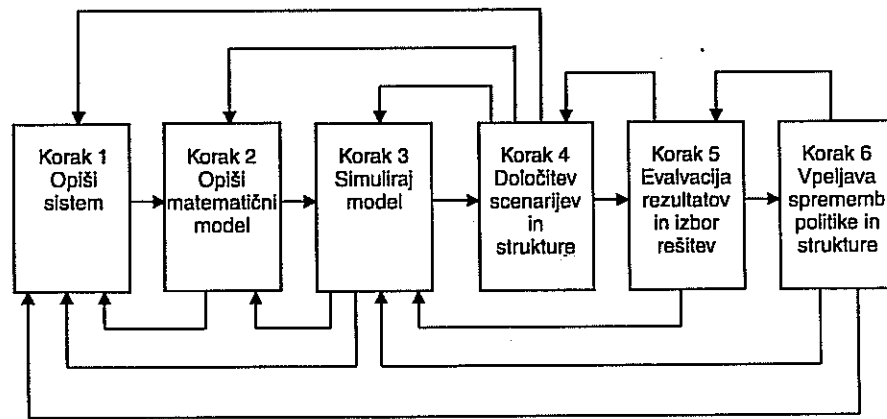 Korak 1
Opiši
sistem
Korak 2
Opiši
matematični
model
Korak 3
Simuliraj
model
Korak 4
Določitev
scenarijev
in
strukture
Korak 5
Evalvacija
rezultatov
in izbor
rešitev
Korak 6
Vpeljava
sprememb
politike in
strukture